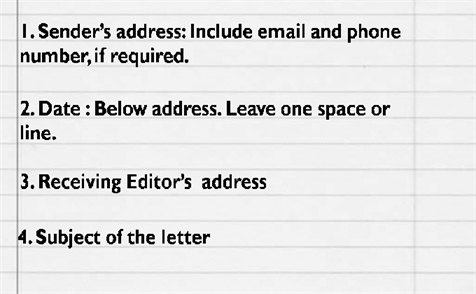 1. Sender's address: Include email and phone
number, if required.
2. Date : Below address. Leave one space or
line.
3. Receiving Editor's address
4. Subject of the letter